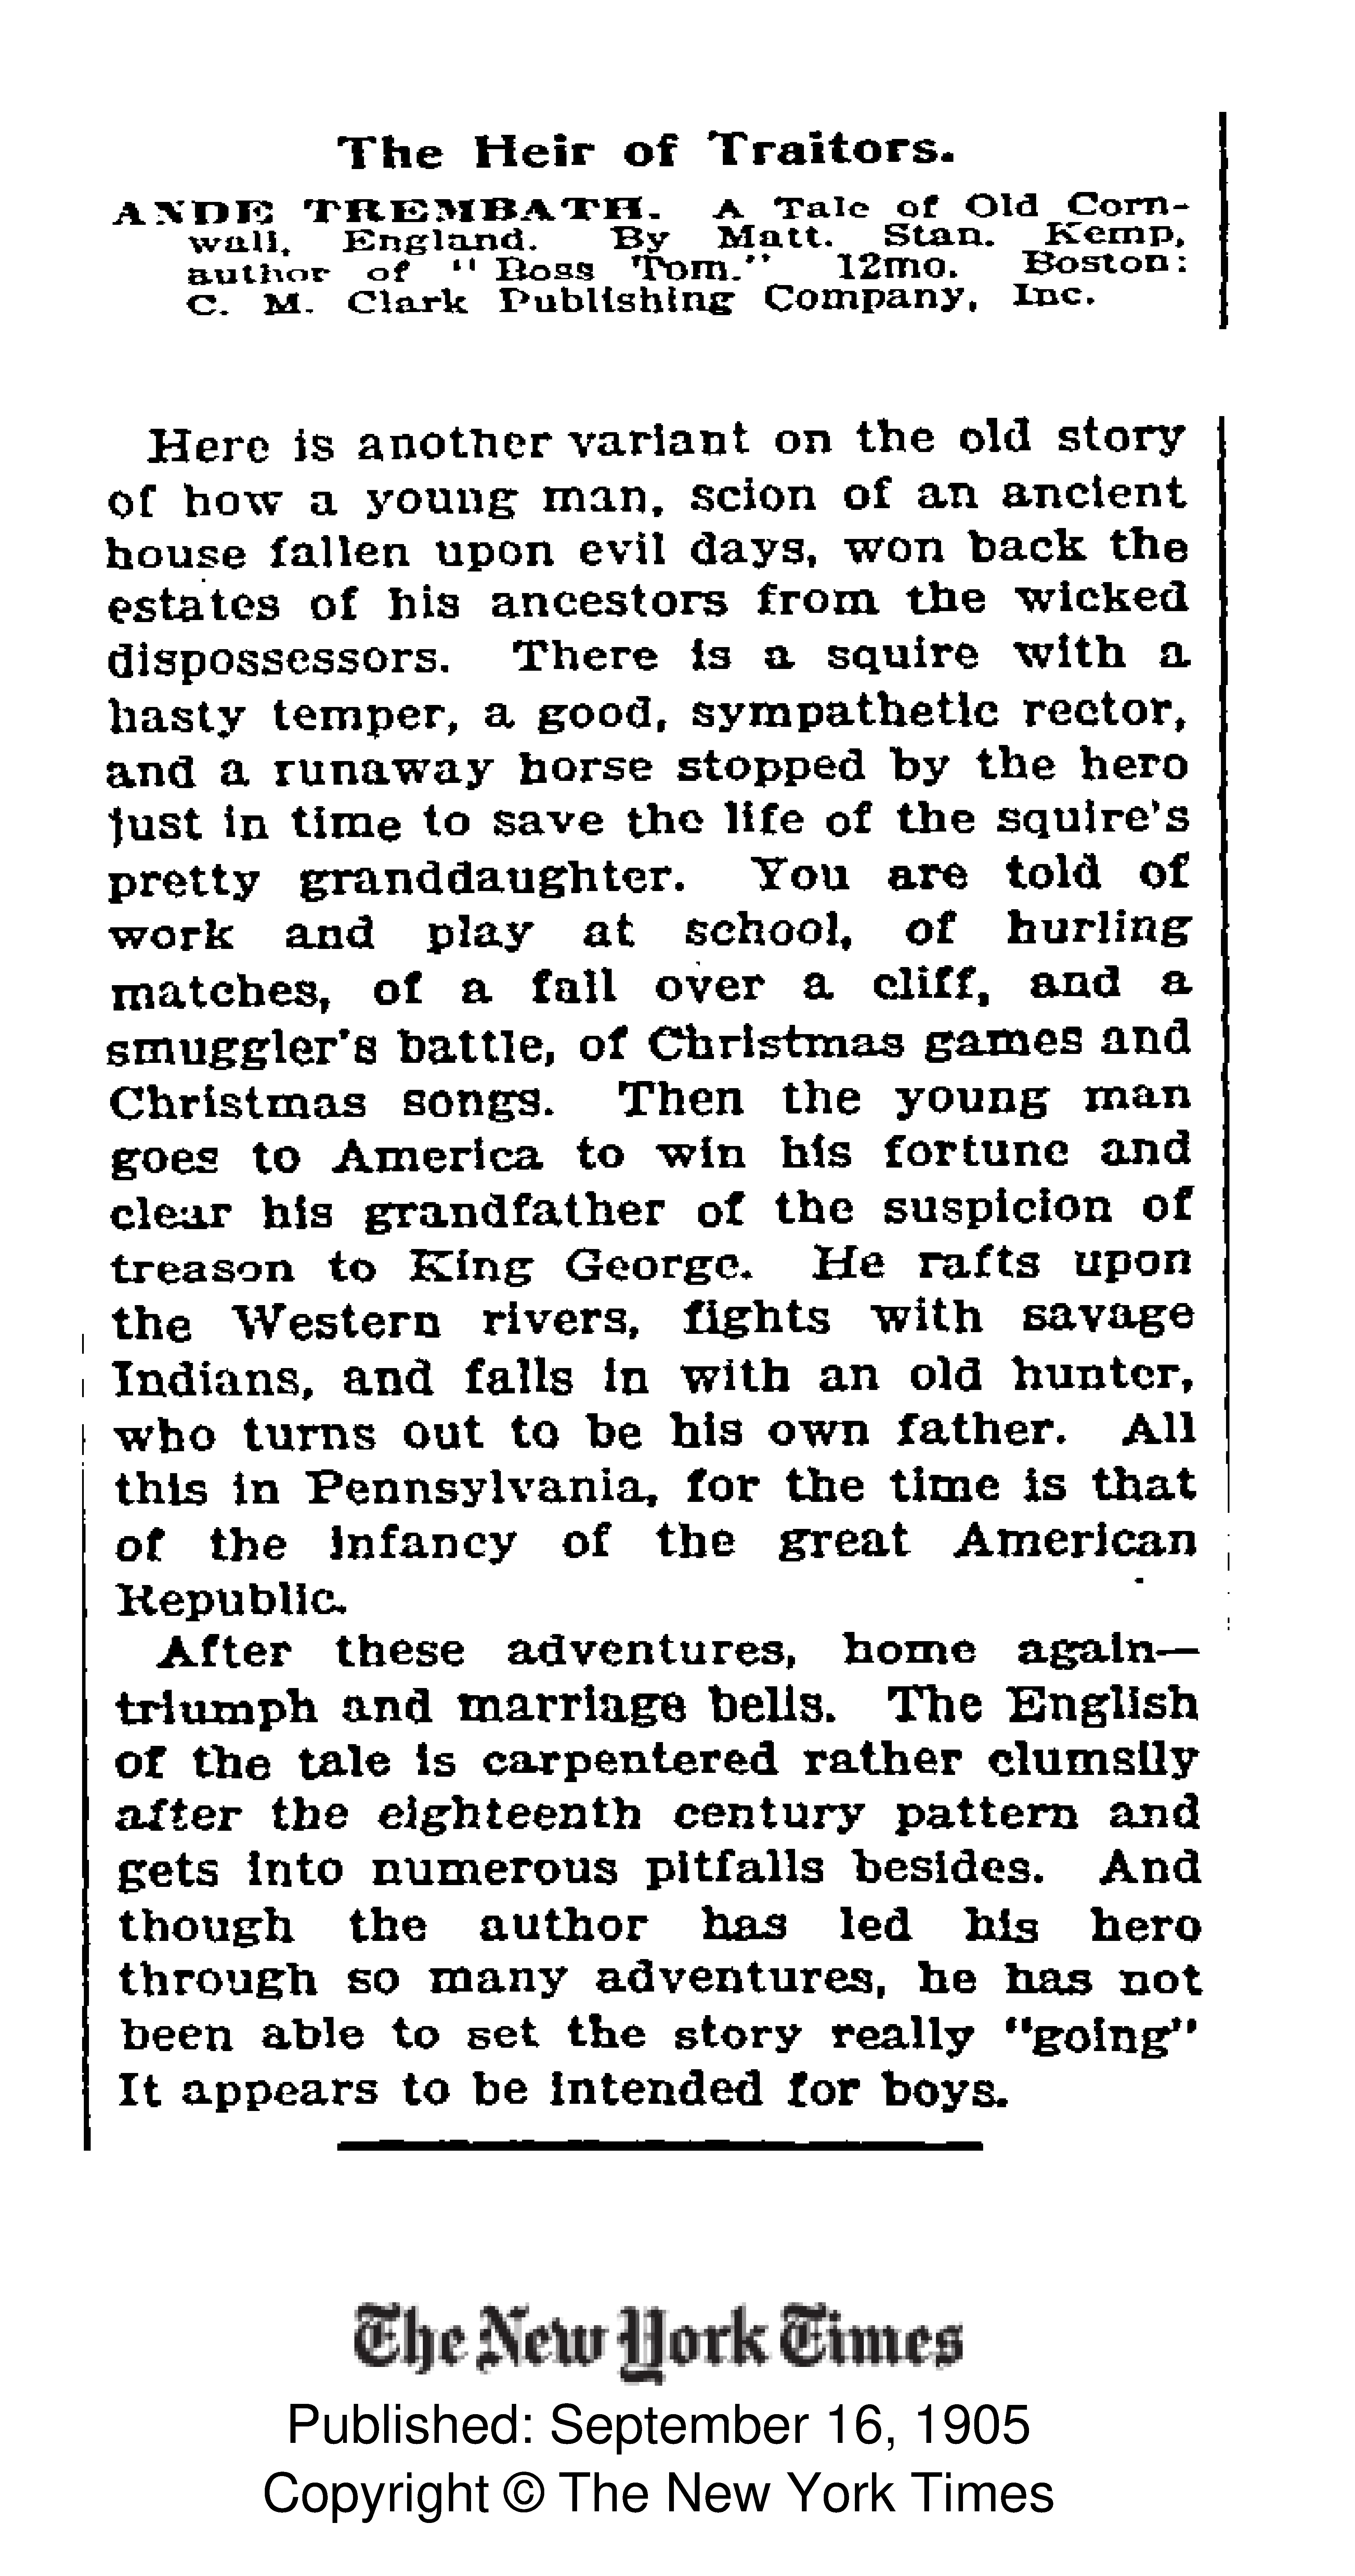 The Heir of Traitors.
ANDE TREMBATH. A Tale of Old Corn-
wall, England. By Matt. Stan. Kemp,
author of "Boss Tom." 12mo. Boston:
C. M. Clark Publishing Company, Inc.
Here is another variant on the old story
of how a young man, scion of an ancient
house fallen upon evil days, won back the
estates of his ancestors from the wicked
dispossessors. There is a squire with a
hasty temper, a good, sympathetic rector,
and a runaway horse stopped by the hero
just in time to save the life of the squire's
pretty granddaughter. You are told of
work and play at school, of hurling
matches, of a fall over a cliff, and a
smuggler's battle, of Christmas games and
Christmas songs. Then the young man
goes to America to win his fortune and
clear his grandfather of the suspicion of
treason to King George. He rafts upon
the Western rivers, fights with savage
Indians, and falls in with an old hunter,
who turns out to be his own father. All
this in Pennsylvania, for the time is that
of the infancy of the great American
Republic.
After these adventures, home again—
triumph and marriage bells. The English
of the tale is carpentered rather clumsily
after the eighteenth century pattern and
gets into numerous pitfalls besides. And
though the author has led his hero
through so many adventures, he has not
been able to set the story really "going"
It appears to be intended for boys.
The New York Times
Published: September 16, 1905
Copyright © The New York Times